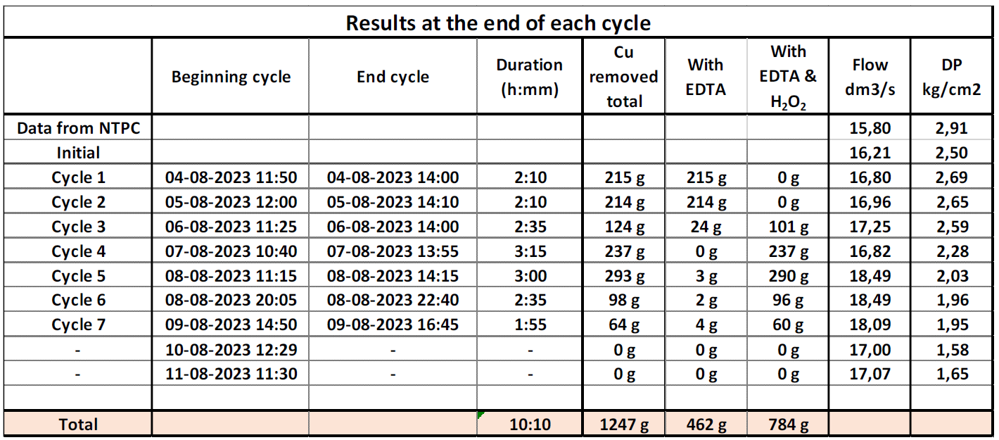 Results at the end of each cycle
Beginning cycle End cycle Duration (h:mm) Cu removed total With EDTA With EDTA & H₂O₂ Flow dm3/s DP kg/cm2
Data from NTPC 15,80 2,91
Initial 16,21 2,50
Cycle 1 04-08-2023 11:50 04-08-2023 14:00 2:10 215 g 215 g 0 g 16,80 2,69
Cycle 2 05-08-2023 12:00 05-08-2023 14:10 2:10 214 g 214 g 0 g 16,96 2,65
Cycle 3 06-08-2023 11:25 06-08-2023 14:00 2:35 124 g 24 g 101 g 17,25 2,59
Cycle 4 07-08-2023 10:40 07-08-2023 13:55 3:15 237 g 0 g 237 g 16,82 2,28
Cycle 5 08-08-2023 11:15 08-08-2023 14:15 3:00 293 g 3 g 290 g 18,49 2,03
Cycle 6 08-08-2023 20:05 08-08-2023 22:40 2:35 98 g 2 g 96 g 18,49 1,96
Cycle 7 09-08-2023 14:50 09-08-2023 16:45 1:55 64 g 4 g 60 g 18,09 1,95
- 10-08-2023 12:29 - - 0 g 0 g 0 g 17,00 1,58
- 11-08-2023 11:30 - - 0 g 0 g 0 g 17,07 1,65
Total 10:10 1247 g 462 g 784 g